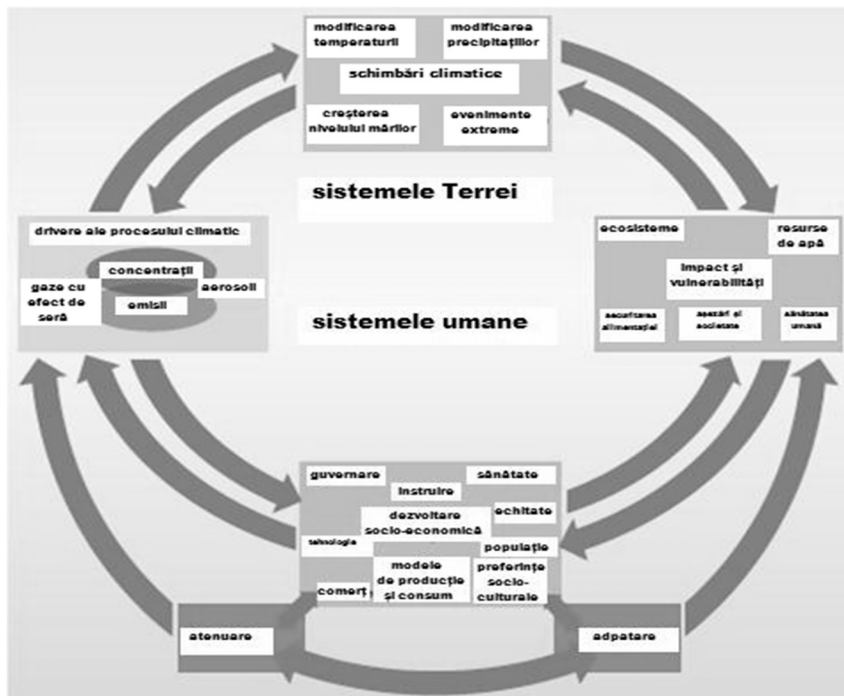 modificarea
temperaturii
modificarea
precipitațiilor
schimbări climatice
creșterea
nivelului mărilor
evenimente
extreme
sistemele Terrei
drivere ale procesului climatic
concentrații
gaze cu
efect de
seră
aerosoli
emisii
ecosisteme
resurse
de apă
impact și
vulnerabilități
securitarea
alimentației
așezări și
societate
sănătatea
umană
sistemele umane
guvernare
sănătate
instruire
echitate
dezvoltare
socio-economică
tehnologie
populație
comerț
modele
de producție
și consum
preferințe
socio-
culturale
atenuare
adpatare